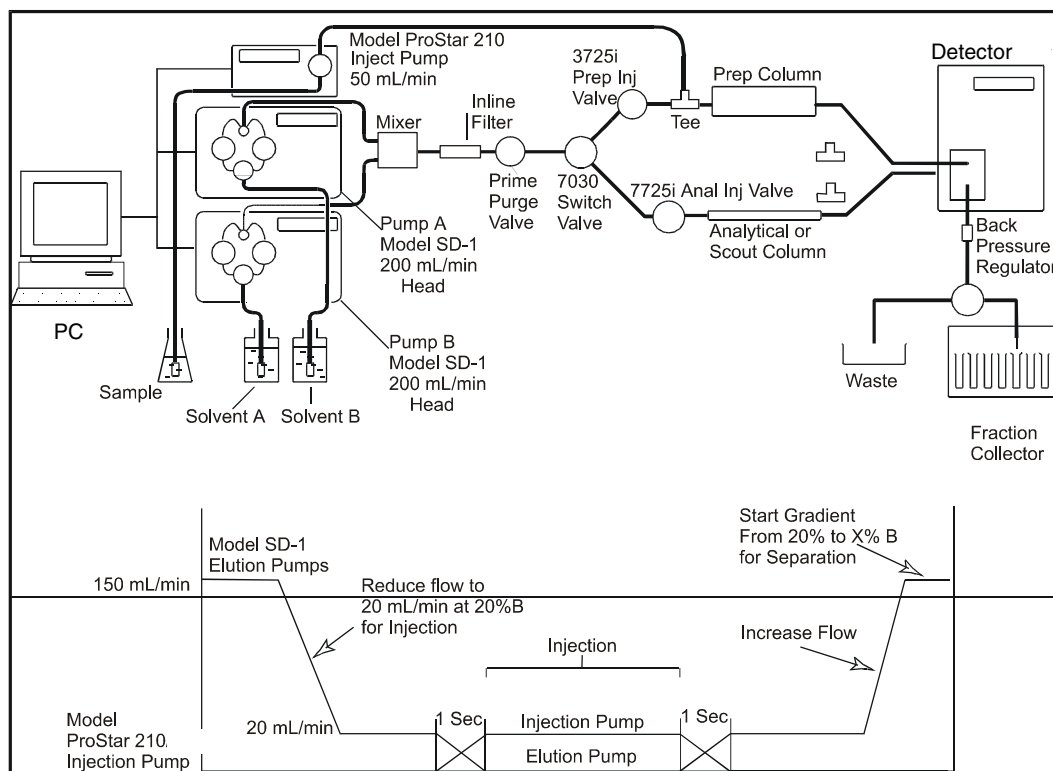 Model ProStar 210
Inject Pump
50 mL/min
3725i
Prep Inj
Valve
Prep Column
Detector
Mixer
Inline
Filter
Tee
Prime
Purge
Valve
7030
Switch
Valve
7725i Anal Inj Valve
Analytical or
Scout Column
Back
Pressure
Regulator
Pump A
Model SD-1
200 mL/min
Head
PC
Pump B
Model SD-1
200 mL/min
Head
Sample
Solvent A
Solvent B
Waste
Fraction
Collector
Model SD-1
Elution Pumps
150 mL/min
Reduce flow to
20 mL/min at 20%B
for Injection
Start Gradient
From 20% to X% B
for Separation
Increase Flow
Injection
Model
ProStar 210.
Injection Pump
20 mL/min
1 Sec
Injection Pump
1 Sec
Elution Pump